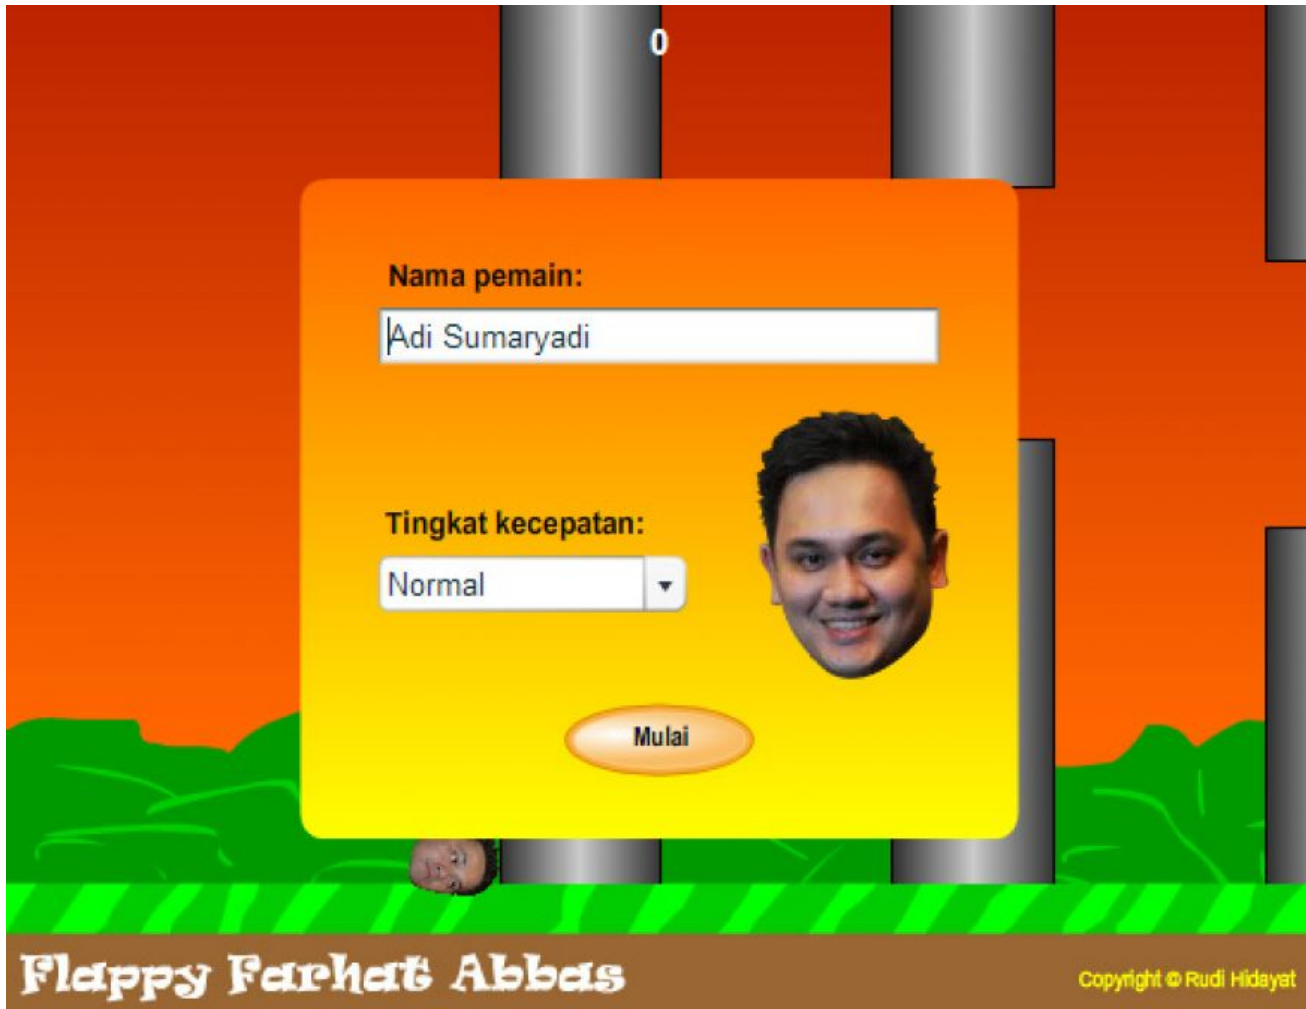 0
Nama pemain:
Adi Sumaryadi
Tingkat kecepatan:
Normal
Mulai
Flappy Farhat Abbas
Copyright © Rudi Hidayat